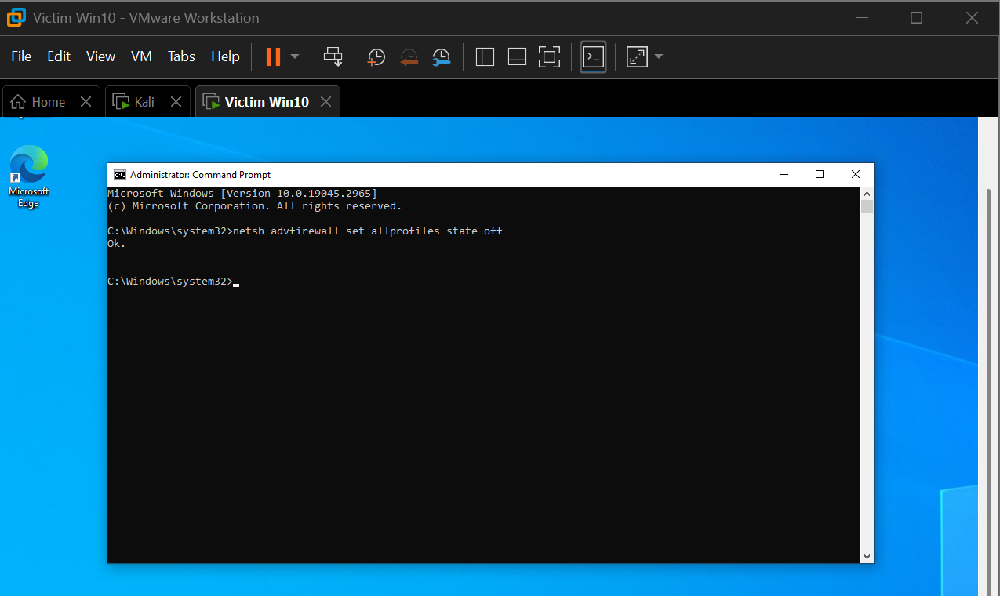 Victim Win10 - VMware Workstation
File Edit View VM Tabs Help
Home Kali Victim Win10
Microsoft
Edge
Administrator: Command Prompt
Microsoft Windows [Version 10.0.19045.2965]
(c) Microsoft Corporation. All rights reserved.
C:\Windows\system32>netsh advfirewall set allprofiles state off
Ok.
C:\Windows\system32>